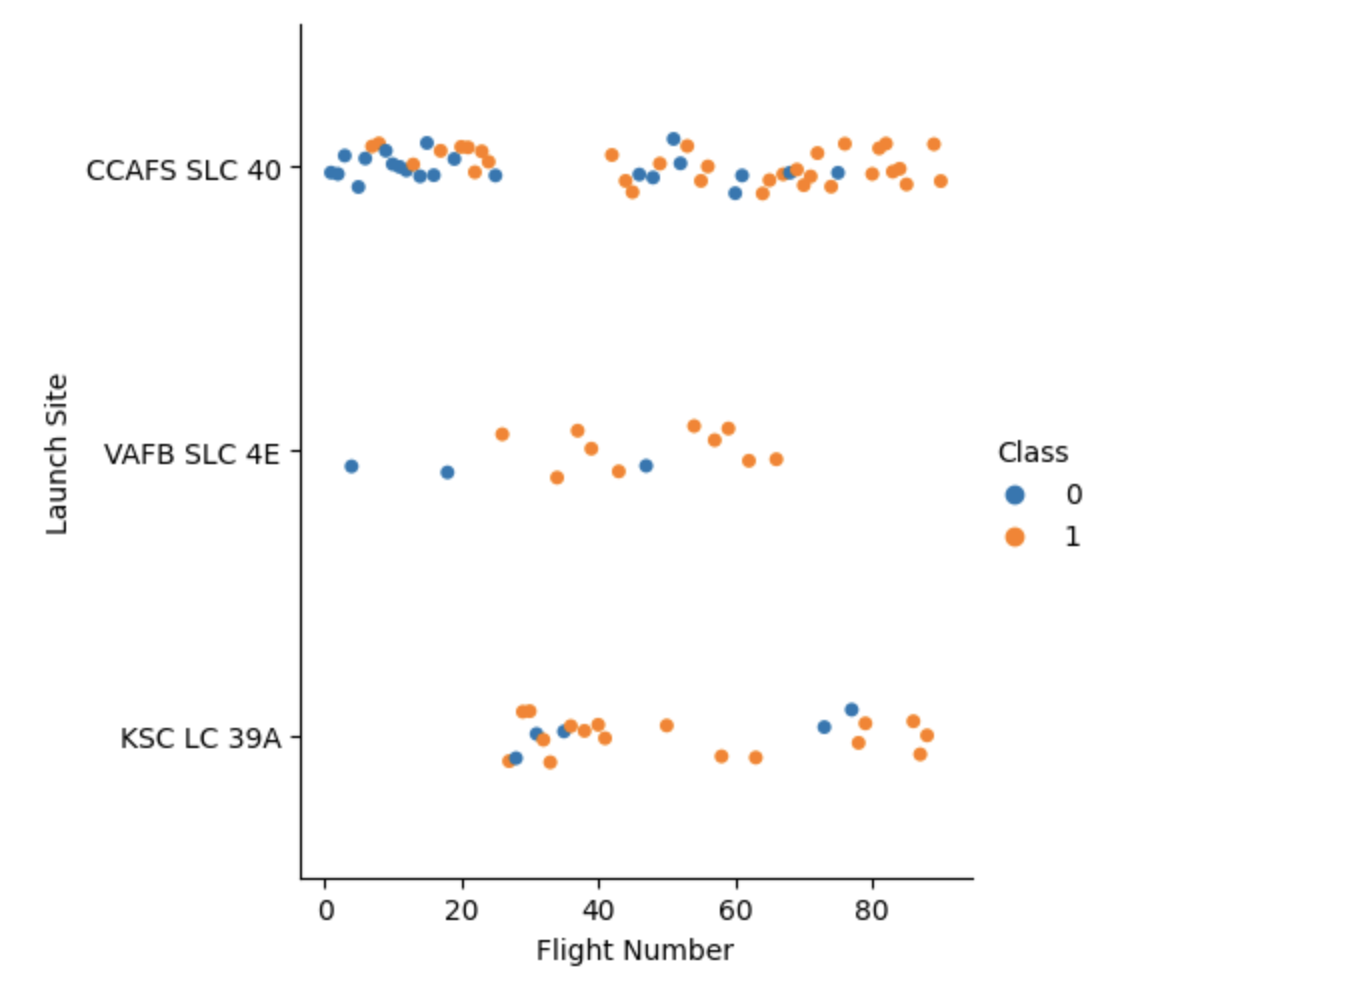 CCAFS SLC 40
VAFB SLC 4E
KSC LC 39A
Launch Site
0 20 40 60 80
Flight Number
Class
0
1